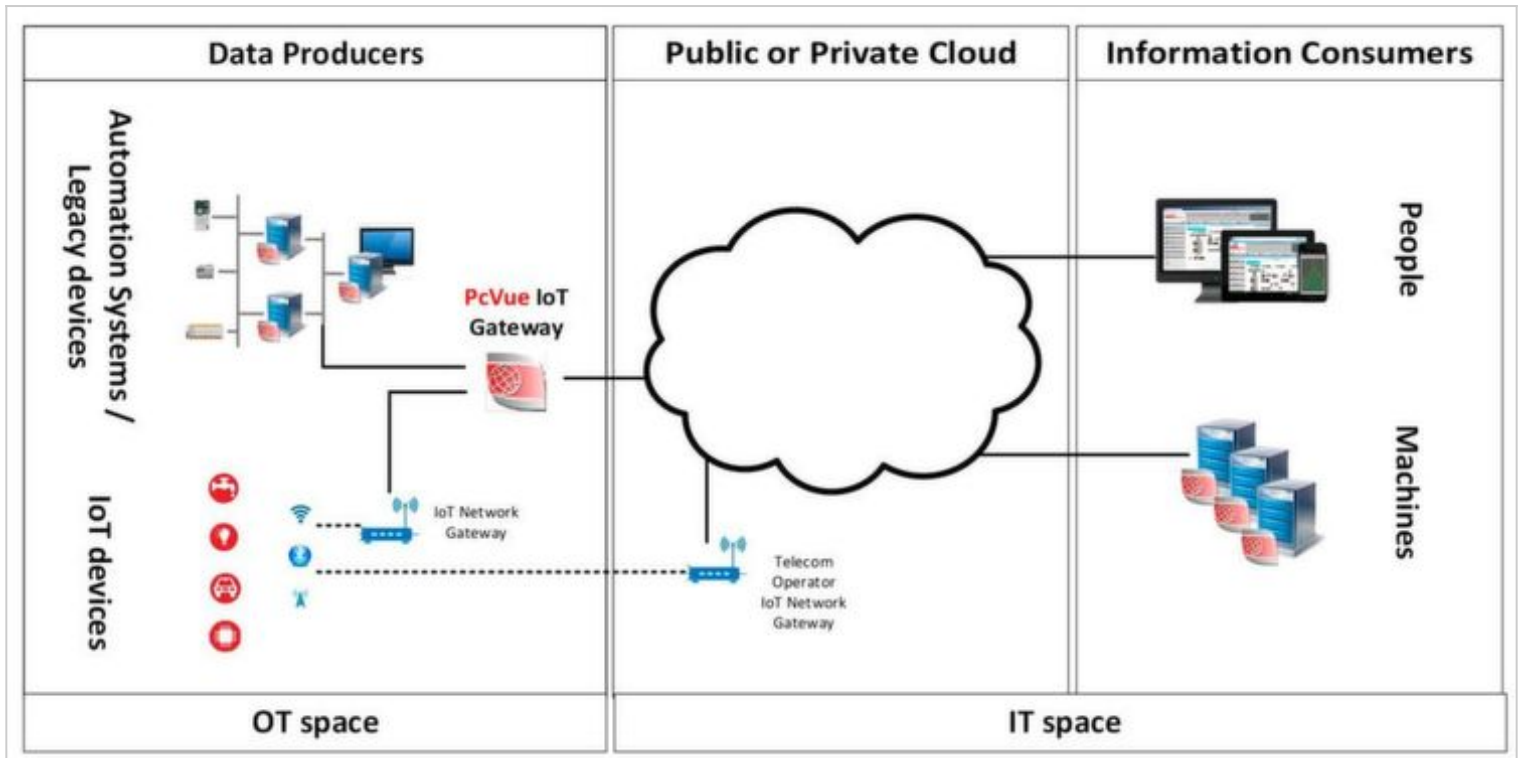 Data Producers
Public or Private Cloud
Information Consumers
Automation Systems /
Legacy devices
PcVue IoT
Gateway
People
IoT devices
IoT Network
Gateway
Telecom
Operator
IoT Network
Gateway
Machines
OT space
IT space